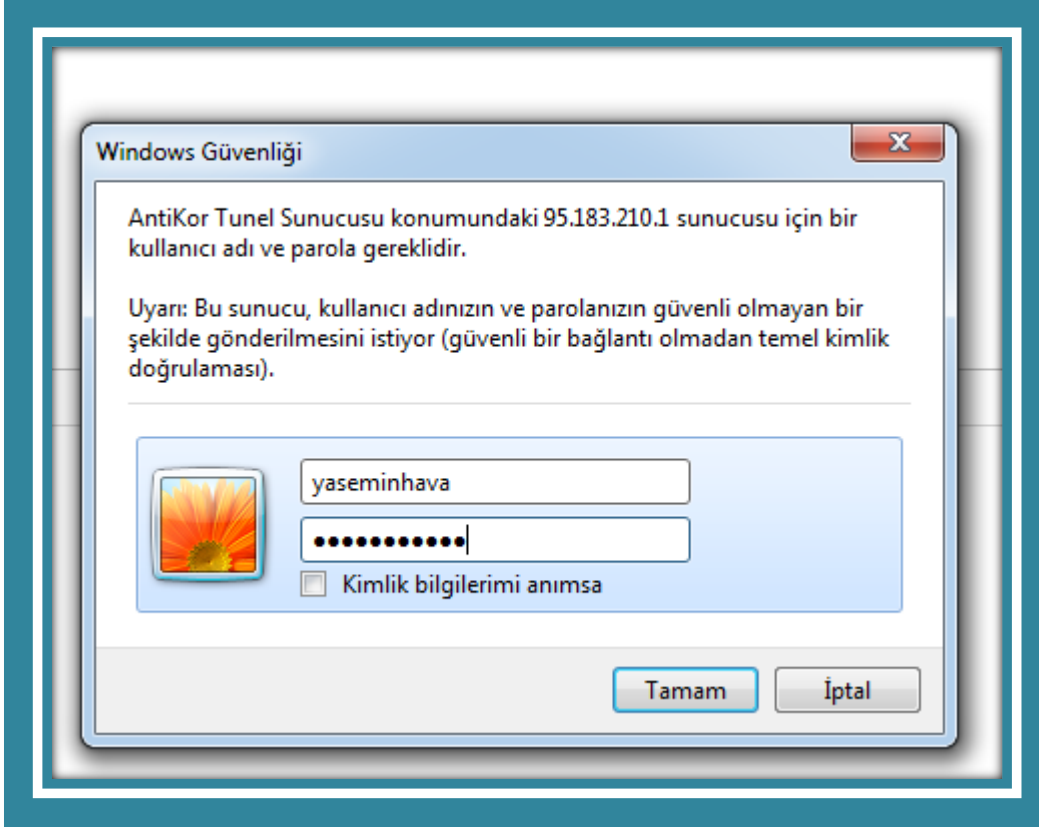 Windows Güvenliği
AntiKor Tunel Sunucusu konumundaki 95.183.210.1 sunucusu için bir
kullanıcı adı ve parola gereklidir.
Uyarı: Bu sunucu, kullanıcı adınızın ve parolanızın güvenli olmayan bir
şekilde gönderilmesini istiyor (güvenli bir bağlantı olmadan temel kimlik
doğrulaması).
yaseminhava
●●●●●●●●●●●
Kimlik bilgilerimi anımsa
Tamam İptal